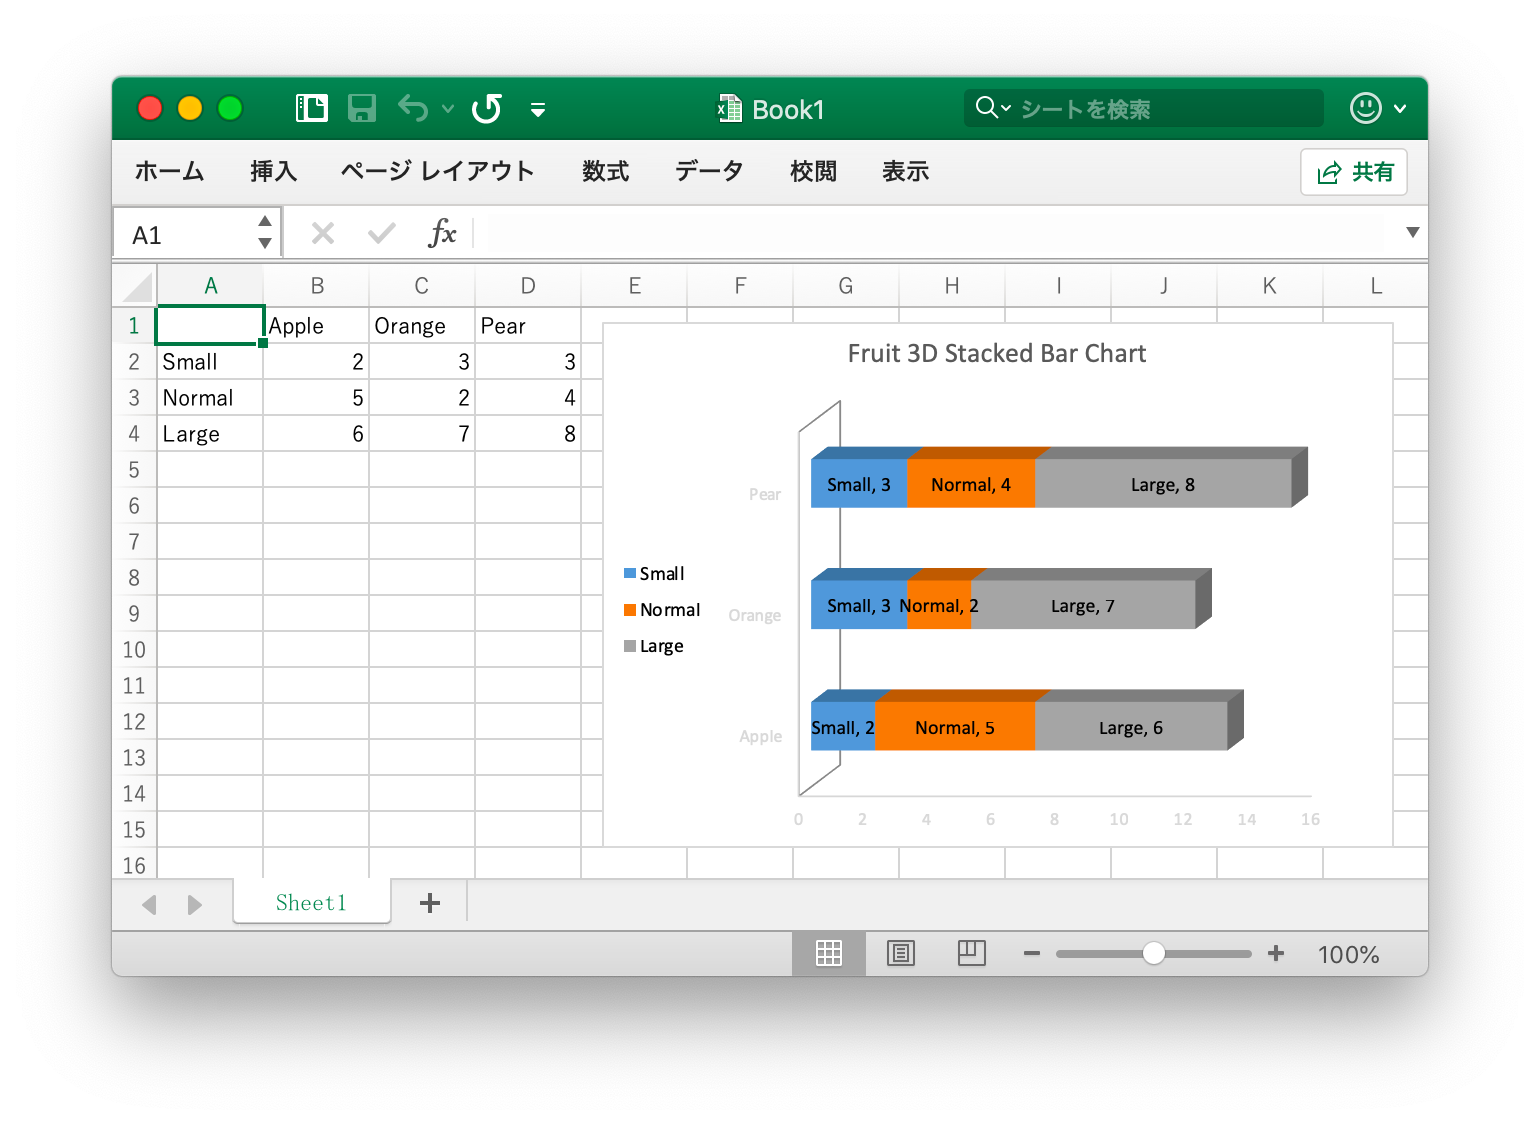 Book1
シートを検索
ホーム 挿入 ページ レイアウト 数式 データ 校閲 表示 共有
A1 fx
A B C D E F G H I J K L
1 Apple Orange Pear
2 Small 2 3 3
3 Normal 5 2 4
4 Large 6 7 8
5
6
7
8
9
10
11
12
13
14
15
16
Fruit 3D Stacked Bar Chart
Small
Normal
Large
Pear Small, 3 Normal, 4 Large, 8
Orange Small, 3 Normal, 2 Large, 7
Apple Small, 2 Normal, 5 Large, 6
0 2 4 6 8 10 12 14 16
Sheet1
100%